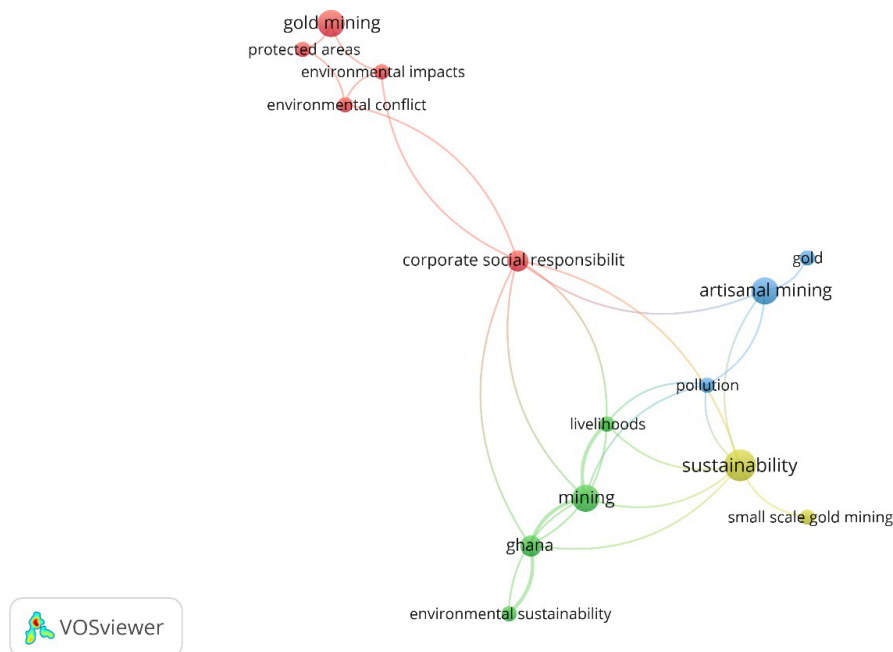 gold mining
protected areas
environmental impacts
environmental conflict
corporate social responsibilit
gold
artisanal mining
pollution
livelihoods
sustainability
mining
small scale gold mining
ghana
environmental sustainability
VOSviewer